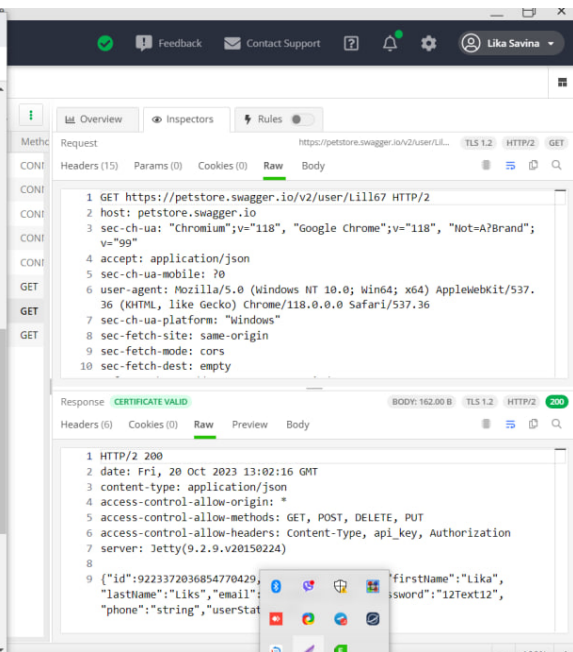 Feedback
Contact Support
Lika Savina
Overview
Inspectors
Rules
Request
https://petstore.swagger.io/v2/user/Lil...
TLS 1.2
HTTP/2
GET
Headers (15)
Params (0)
Cookies (0)
Raw
Body
1 GET https://petstore.swagger.io/v2/user/Lill67 HTTP/2
2 host: petstore.swagger.io
3 sec-ch-ua: "Chromium";v="118", "Google Chrome";v="118", "Not=A?Brand";
v="99"
4 accept: application/json
5 sec-ch-ua-mobile: ?0
6 user-agent: Mozilla/5.0 (Windows NT 10.0; Win64; x64) AppleWebKit/537.
36 (KHTML, like Gecko) Chrome/118.0.0.0 Safari/537.36
7 sec-ch-ua-platform: "Windows"
8 sec-fetch-site: same-origin
9 sec-fetch-mode: cors
10 sec-fetch-dest: empty
Metho
CONN
CONN
CONN
CONN
CONN
GET
GET
GET
Response
CERTIFICATE VALID
BODY: 162.00 B
TLS 1.2
HTTP/2
200
Headers (6)
Cookies (0)
Raw
Preview
Body
1 HTTP/2 200
2 date: Fri, 20 Oct 2023 13:02:16 GMT
3 content-type: application/json
4 access-control-allow-origin: *
5 access-control-allow-methods: GET, POST, DELETE, PUT
6 access-control-allow-headers: Content-Type, api_key, Authorization
7 server: Jetty(9.2.9.v20150224)
8
9 {"id":9223372036854770429, "firstName":"Lika",
"lastName":"Liks","email": ssword":"12Text12",
"phone":"string","userStat